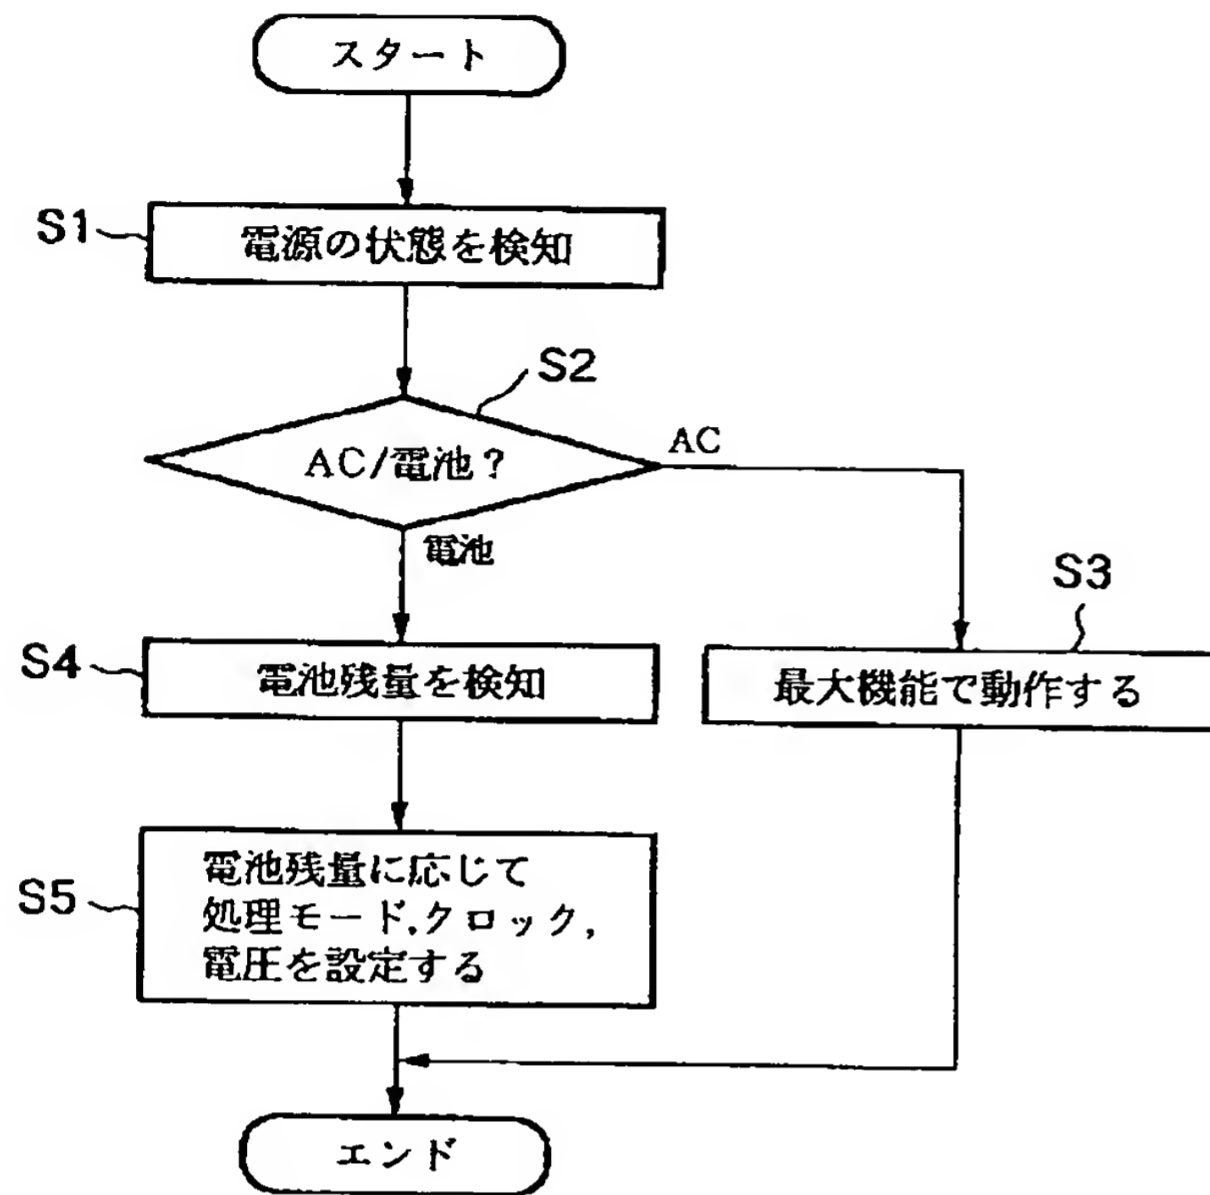 スタート
S1
電源の状態を検知
S2
AC/電池？
AC
電池
S3
最大機能で動作する
S4
電池残量を検知
S5
電池残量に応じて
処理モード,クロック,
電圧を設定する
エンド